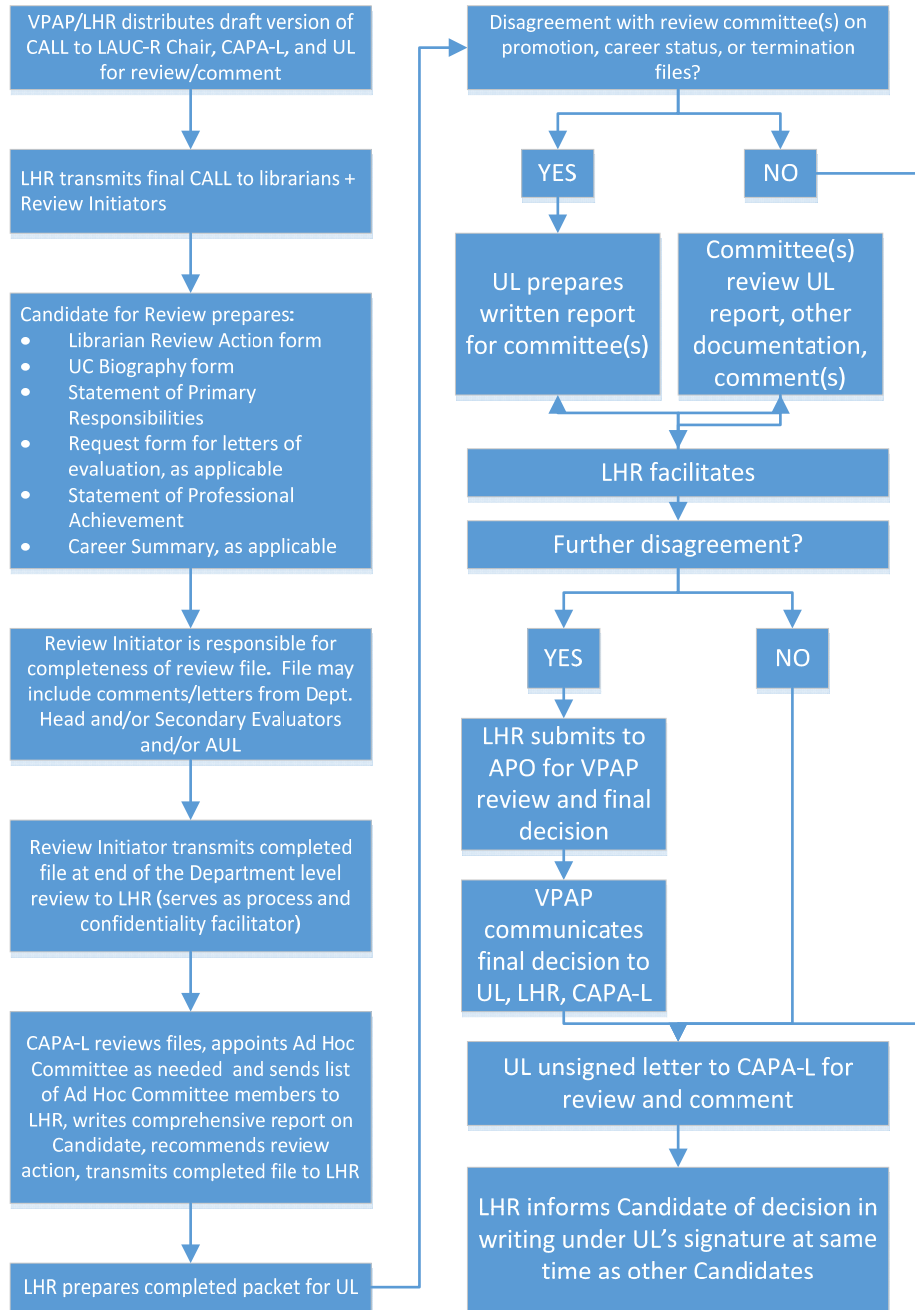 VPAP/LHR distributes draft version of
CALL to LAUC-R Chair, CAPA-L, and UL
for review/comment
LHR transmits final CALL to librarians +
Review Initiators
Candidate for Review prepares:
• Librarian Review Action form
• UC Biography form
• Statement of Primary
Responsibilities
• Request form for letters of
evaluation, as applicable
• Statement of Professional
Achievement
• Career Summary, as applicable
Review Initiator is responsible for
completeness of review file. File may
include comments/letters from Dept.
Head and/or Secondary Evaluators
and/or AUL
Review Initiator transmits completed
file at end of the Department level
review to LHR (serves as process and
confidentiality facilitator)
CAPA-L reviews files, appoints Ad Hoc
Committee as needed and sends list
of Ad Hoc Committee members to
LHR, writes comprehensive report on
Candidate, recommends review
action, transmits completed file to LHR
LHR prepares completed packet for UL
Disagreement with review committee(s) on
promotion, career status, or termination
files?
YES
NO
UL prepares
written report
for committee(s)
Committee(s)
review UL
report, other
documentation,
comment(s)
LHR facilitates
Further disagreement?
YES
NO
LHR submits to
APO for VPAP
review and final
decision
VPAP
communicates
final decision to
UL, LHR, CAPA-L
UL unsigned letter to CAPA-L for
review and comment
LHR informs Candidate of decision in
writing under UL's signature at same
time as other Candidates